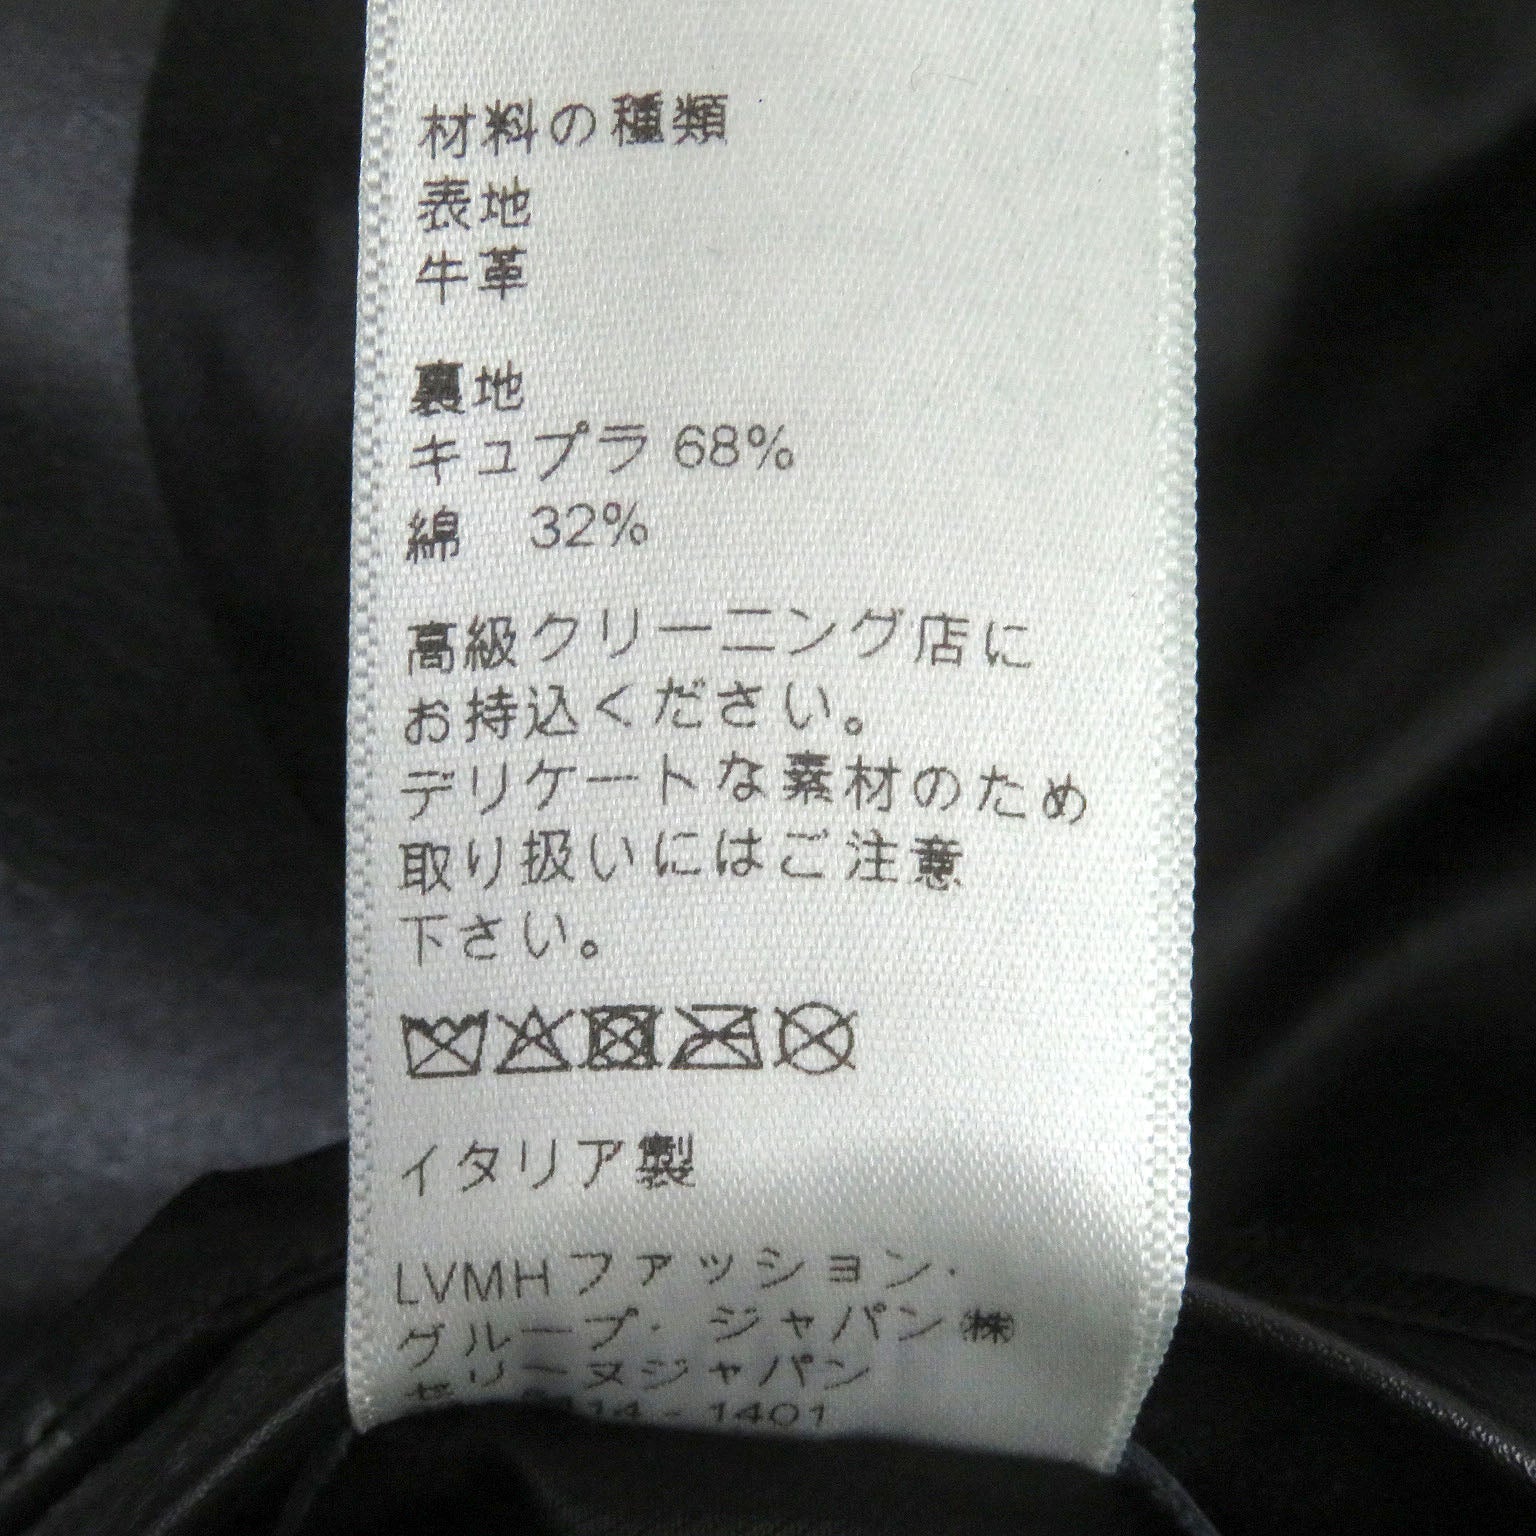 材料の種類
表地
牛革
裏地
キュプラ 68%
綿 32%
高級クリーニング店に
お持込ください。
デリケートな素材のため
取り扱いにはご注意
下さい。
イタリア製
LVMHファッション・
グループ・ジャパン㈱
セリーヌジャパン
114-1401